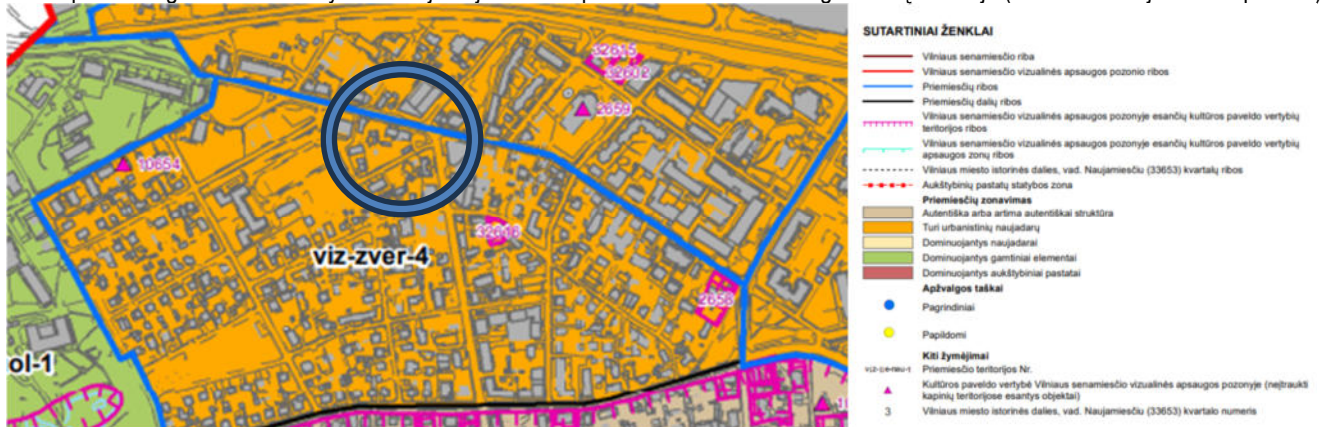 SUTARTINIAI ŽENKLAI
Vilniaus senamiesčio riba
Vilniaus senamiesčio vizualinės apsaugos pozonio ribos
Priemiesčių ribos
Priemiesčių dalių ribos
Vilniaus senamiesčio vizualinės apsaugos pozonyje esančių kultūros paveldo vertybių
teritorijos ribos
Vilniaus senamiesčio vizualinės apsaugos pozonyje esančių kultūros paveldo vertybių
apsaugos zonų ribos
Vilniaus miesto istorinės dalies, vad. Naujamiesčiu (33653) kvartalų ribos
Aukštybinių pastatų statybos zona
Priemiesčių zonavimas
Autentiška arba artima autentiškai struktūra
Turi urbanistinių naujadarų
Dominuojantys naujadarai
Dominuojantys gamtiniai elementai
Dominuojantys aukštybiniai pastatai
Apžvalgos taškai
Pagrindiniai
Papildomi
Kiti žymėjimai
Priemiesčio teritorijos Nr.
Kultūros paveldo vertybė Vilniaus senamiesčio vizualinės apsaugos pozonyje (neįtraukti
kapinių teritorijose esantys objektai)
3 Vilniaus miesto istorinės dalies, vad. Naujamiesčiu (33653) kvartalo numeris
32615
32602
2659
10654
32616
viz-zver-4
2658
ol-1